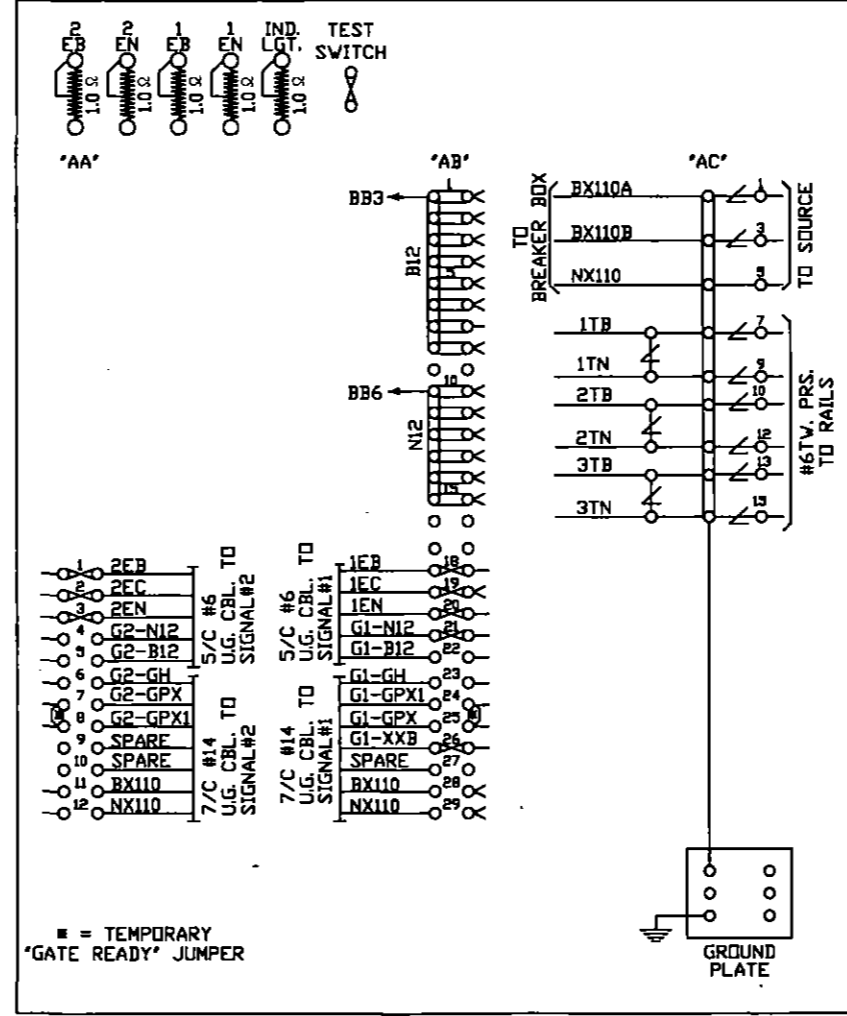 2 EB
2 EN
1 EB
1 EN
IND. LGT.
TEST SWITCH
1.0 Ω
1.0 Ω
1.0 Ω
1.0 Ω
1.0 Ω
"AA"
"AB"
"AC"
BB3
1
B12
5
10
BB6
N12
15
TO BREAKER BOX
BX110A
1
BX110B
3
NX110
5
TO SOURCE
1TB
7
1TN
9
2TB
10
2TN
12
3TB
13
3TN
15
#6TW. PRS. TO RAILS
1 2EB
2 2EC
3 2EN
4 G2-N12
5 G2-B12
6 G2-GH
7 G2-GPX
8 G2-GPX1
9 SPARE
10 SPARE
11 BX110
12 NX110
5/C #6
U.G. CBL. TO
SIGNAL#2
7/C #14
U.G. CBL. TO
SIGNAL#2
5/C #6
U.G. CBL. TO
SIGNAL#1
7/C #14
U.G. CBL. TO
SIGNAL#1
1EB 18
1EC 19
1EN 20
G1-N12 21
G1-B12 22
G1-GH 23
G1-GPX1 24
G1-GPX 25
G1-XXB 26
SPARE 27
BX110 28
NX110 29
= TEMPORARY
"GATE READY" JUMPER
GROUND
PLATE